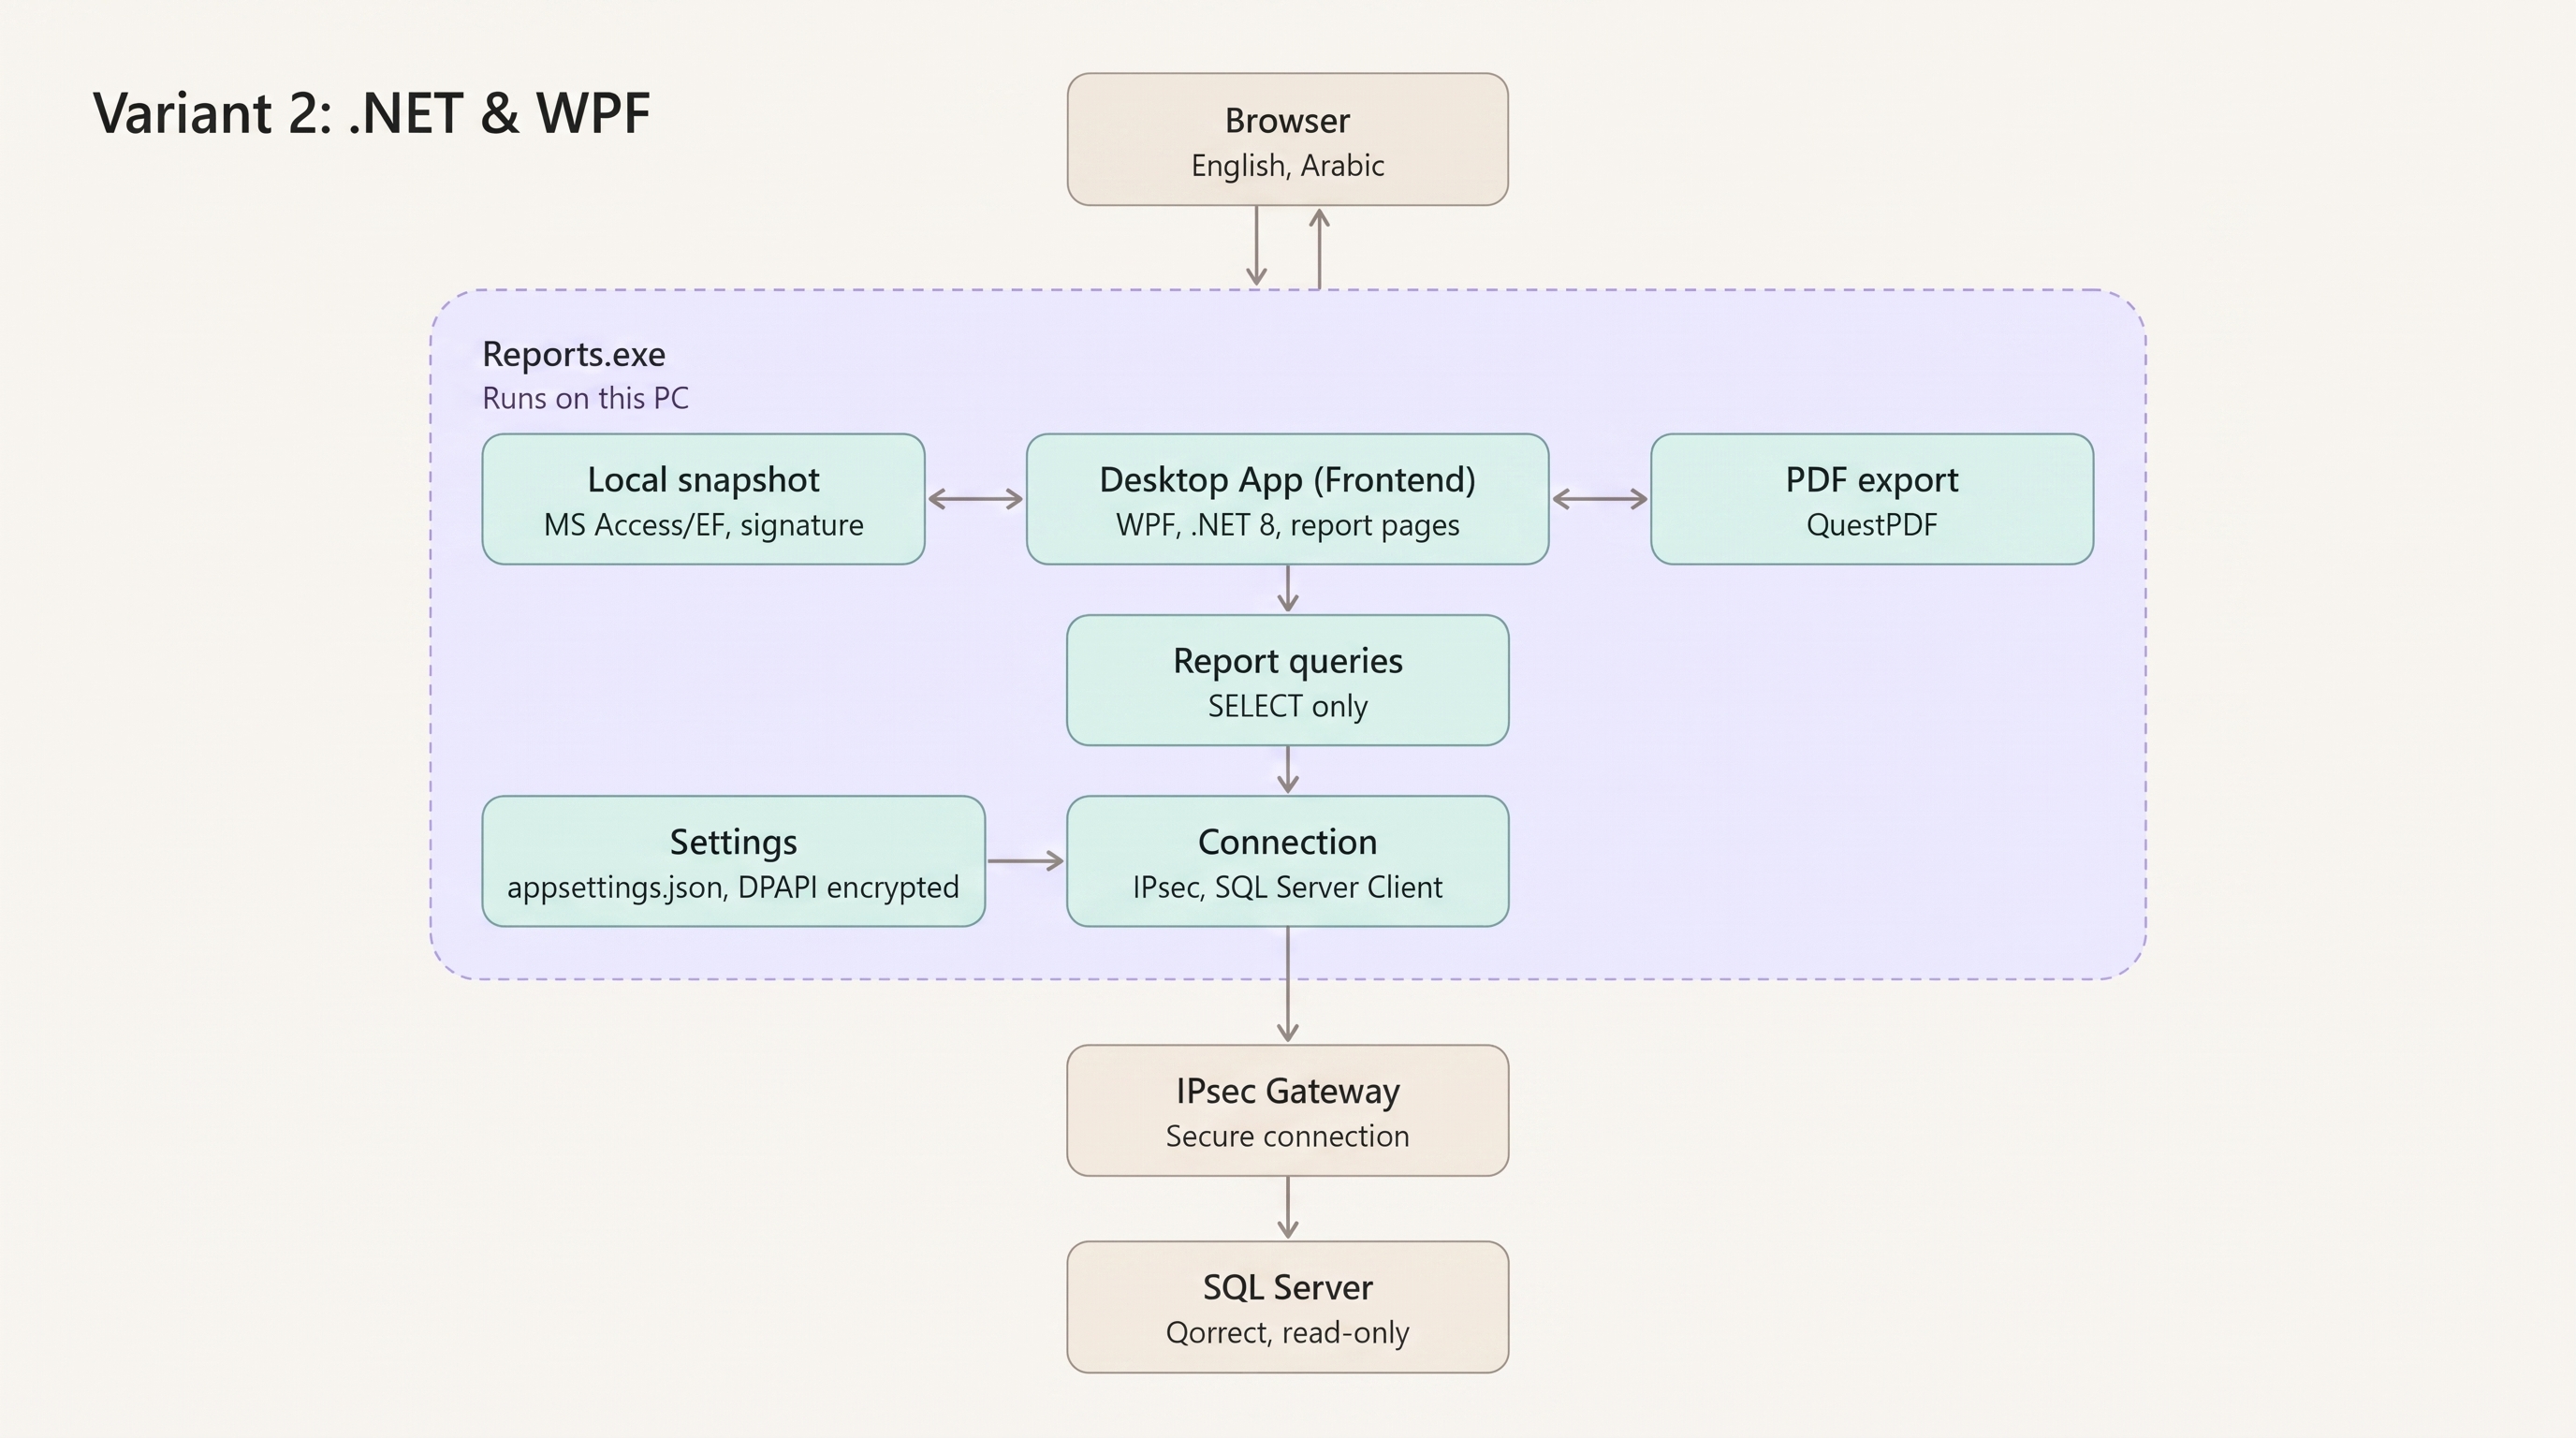 Variant 2: .NET & WPF
Browser
English, Arabic
Reports.exe
Runs on this PC
Local snapshot
MS Access/EF, signature
Desktop App (Frontend)
WPF, .NET 8, report pages
PDF export
QuestPDF
Report queries
SELECT only
Settings
appsettings.json, DPAPI encrypted
Connection
IPsec, SQL Server Client
IPsec Gateway
Secure connection
SQL Server
Qorrect, read-only